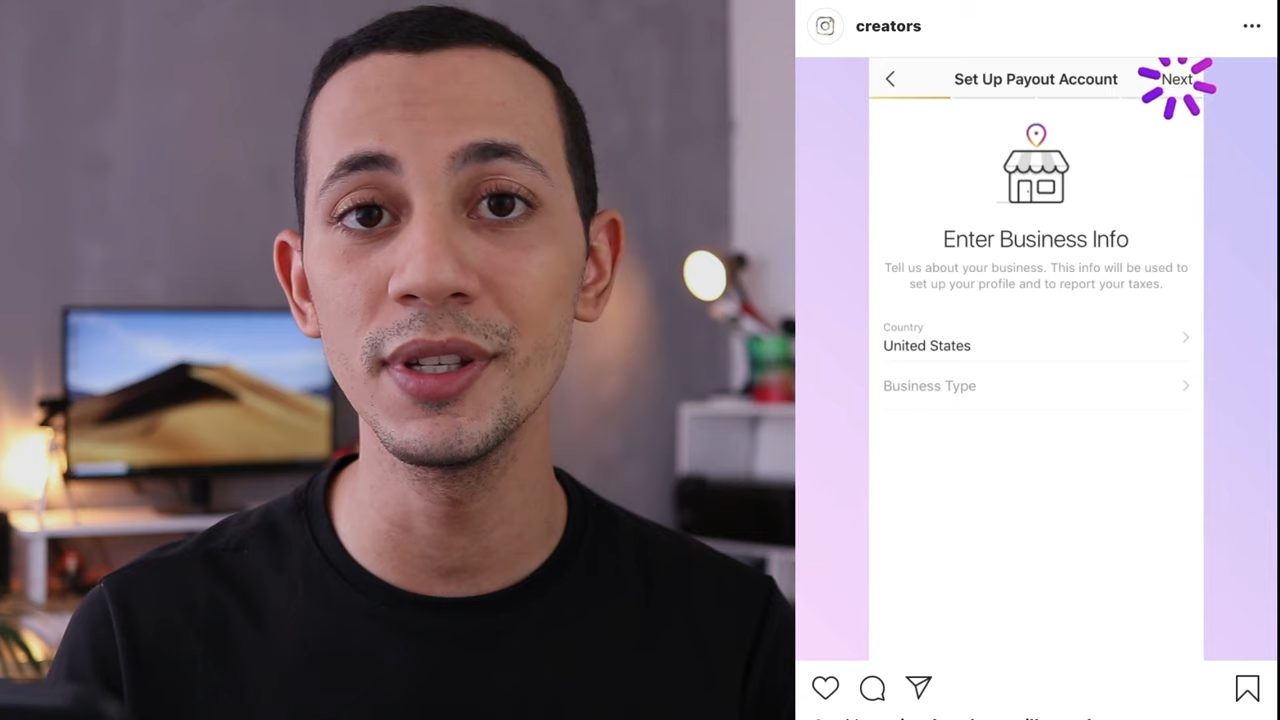 creators
Set Up Payout Account
Next
Enter Business Info
Tell us about your business. This info will be used to
set up your profile and to report your taxes.
Country
United States
Business Type